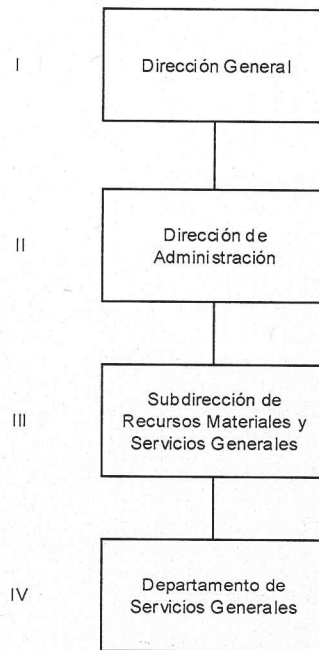 I
Dirección General
II
Dirección de
Administración
III
Subdirección de
Recursos Materiales y
Servicios Generales
IV
Departamento de
Servicios Generales